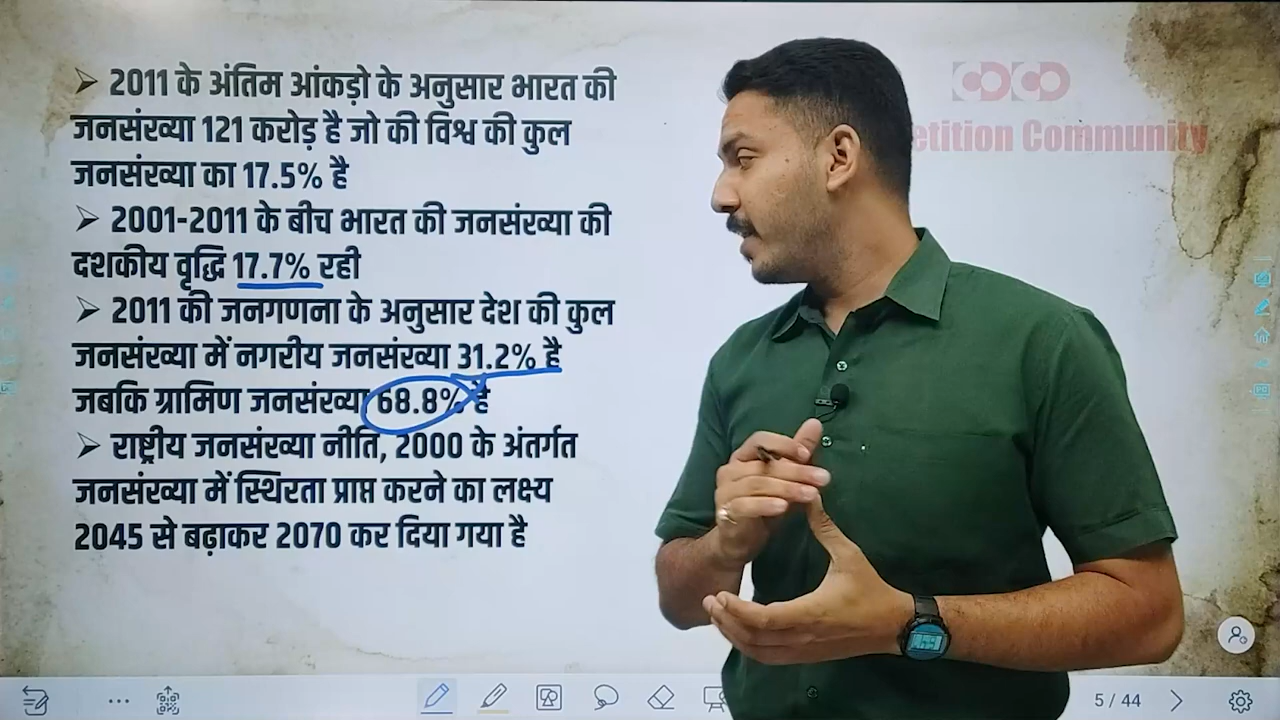 ➢ 2011 के अंतिम आंकड़ो के अनुसार भारत की
जनसंख्या 121 करोड़ है जो की विश्व की कुल
जनसंख्या का 17.5% है
➢ 2001-2011 के बीच भारत की जनसंख्या की
दशकीय वृद्धि 17.7% रही
➢ 2011 की जनगणना के अनुसार देश की कुल
जनसंख्या में नगरीय जनसंख्या 31.2% है
जबकि ग्रामिण जनसंख्या 68.8% है
➢ राष्ट्रीय जनसंख्या नीति, 2000 के अंतर्गत
जनसंख्या में स्थिरता प्राप्त करने का लक्ष्य
2045 से बढ़ाकर 2070 कर दिया गया है
COCO
etition Community
5 / 44